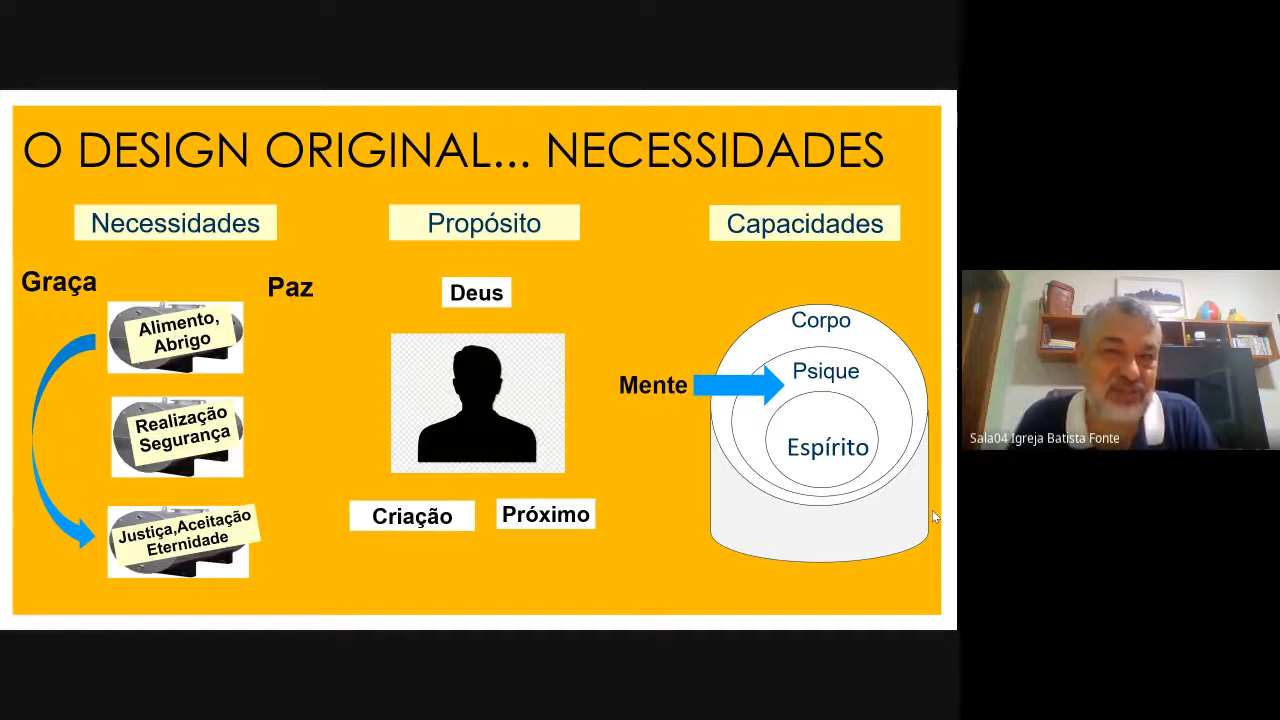 O DESIGN ORIGINAL... NECESSIDADES
Necessidades
Propósito
Capacidades
Graça
Paz
Alimento,
Abrigo
Realização
Segurança
Justiça,Aceitação
Eternidade
Deus
Criação
Próximo
Mente
Corpo
Psique
Espírito
Sala04 Igreja Batista Fonte